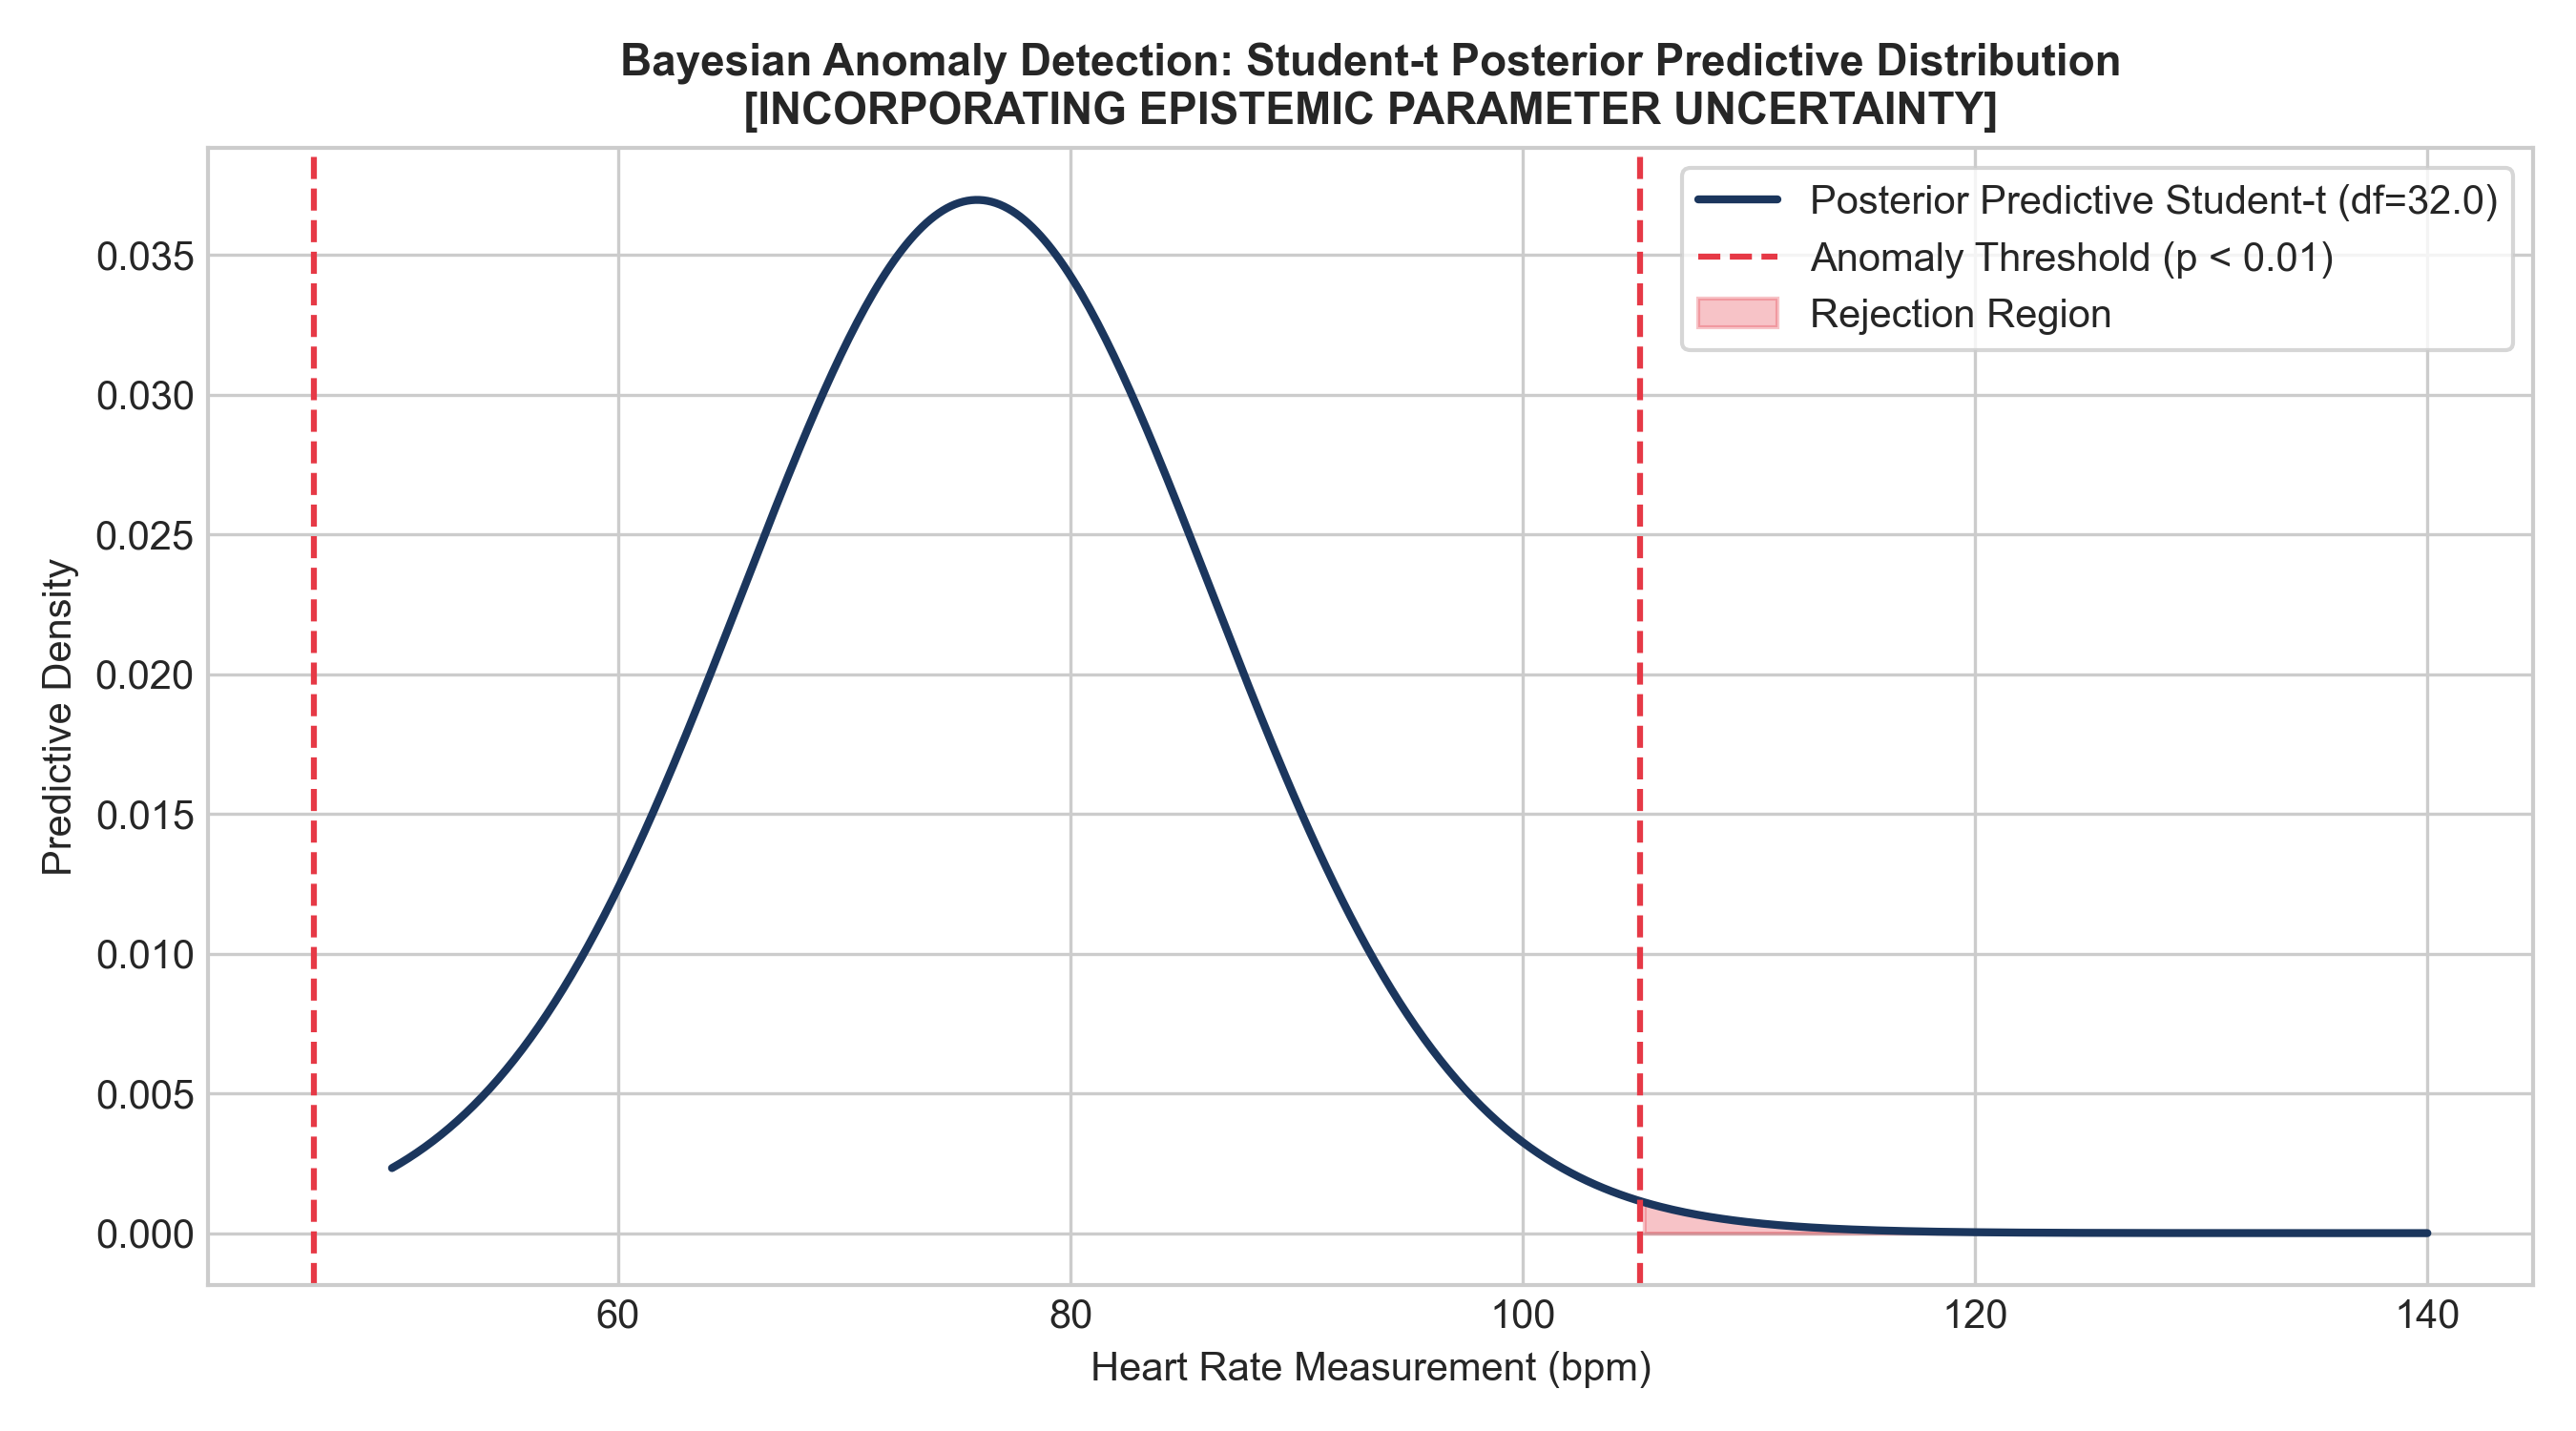 Bayesian Anomaly Detection: Student-t Posterior Predictive Distribution
[INCORPORATING EPISTEMIC PARAMETER UNCERTAINTY]
Posterior Predictive Student-t (df=32.0)
Anomaly Threshold (p < 0.01)
Rejection Region
Predictive Density
0.035
0.030
0.025
0.020
0.015
0.010
0.005
0.000
60 80 100 120 140
Heart Rate Measurement (bpm)